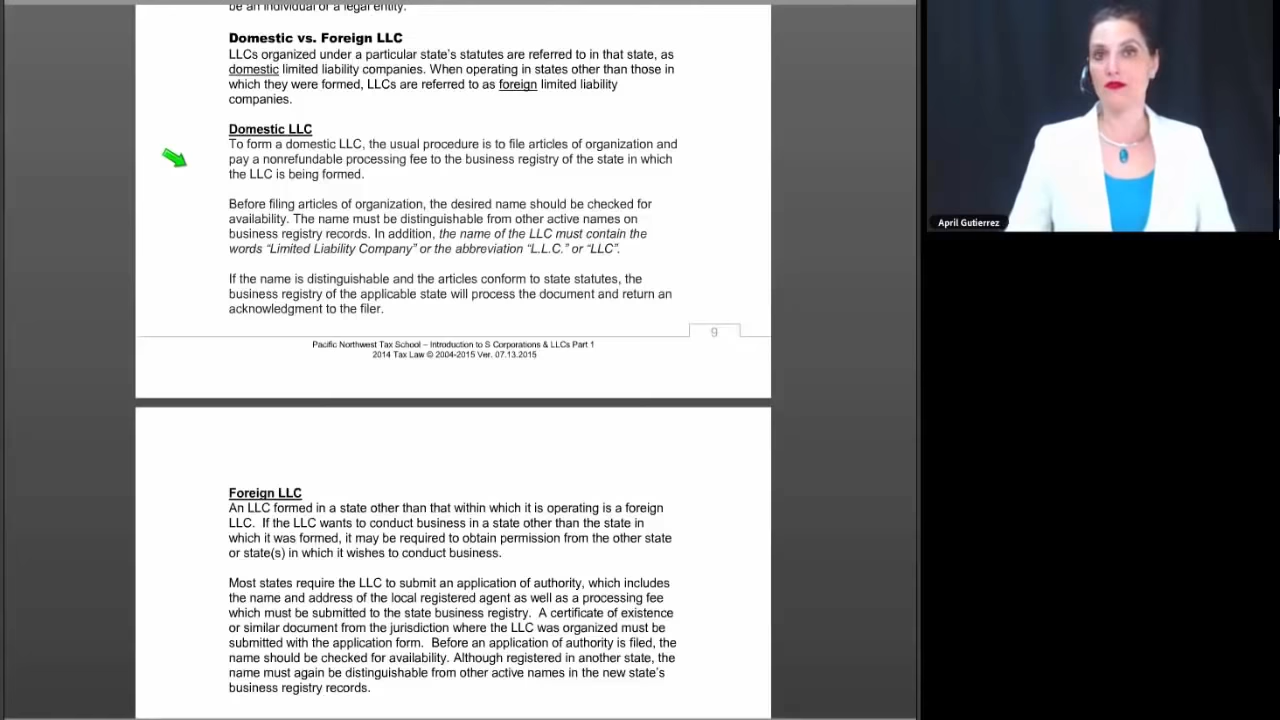 be an individual or a legal entity.
Domestic vs. Foreign LLC
LLCs organized under a particular state's statutes are referred to in that state, as
domestic limited liability companies. When operating in states other than those in
which they were formed, LLCs are referred to as foreign limited liability
companies.
Domestic LLC
To form a domestic LLC, the usual procedure is to file articles of organization and
pay a nonrefundable processing fee to the business registry of the state in which
the LLC is being formed.
Before filing articles of organization, the desired name should be checked for
availability. The name must be distinguishable from other active names on
business registry records. In addition, the name of the LLC must contain the
words “Limited Liability Company” or the abbreviation “L.L.C.” or “LLC”.
If the name is distinguishable and the articles conform to state statutes, the
business registry of the applicable state will process the document and return an
acknowledgment to the filer.
9
Pacific Northwest Tax School – Introduction to S Corporations & LLCs Part 1
2014 Tax Law © 2004-2015 Ver. 07.13.2015
Foreign LLC
An LLC formed in a state other than that within which it is operating is a foreign
LLC.  If the LLC wants to conduct business in a state other than the state in
which it was formed, it may be required to obtain permission from the other state
or state(s) in which it wishes to conduct business.
Most states require the LLC to submit an application of authority, which includes
the name and address of the local registered agent as well as a processing fee
which must be submitted to the state business registry.  A certificate of existence
or similar document from the jurisdiction where the LLC was organized must be
submitted with the application form.  Before an application of authority is filed, the
name should be checked for availability. Although registered in another state, the
name must again be distinguishable from other active names in the new state's
business registry records.
April Gutierrez